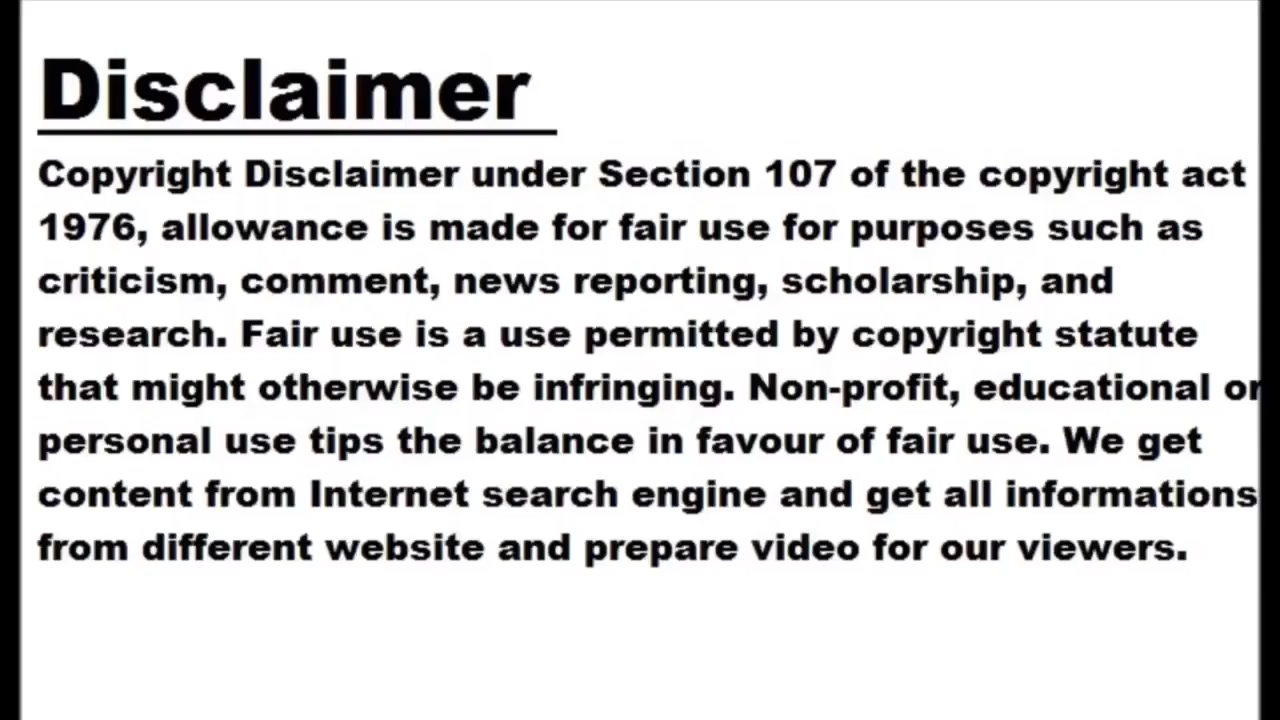 Disclaimer
Copyright Disclaimer under Section 107 of the copyright act
1976, allowance is made for fair use for purposes such as
criticism, comment, news reporting, scholarship, and
research. Fair use is a use permitted by copyright statute
that might otherwise be infringing. Non-profit, educational or
personal use tips the balance in favour of fair use. We get
content from Internet search engine and get all informations
from different website and prepare video for our viewers.